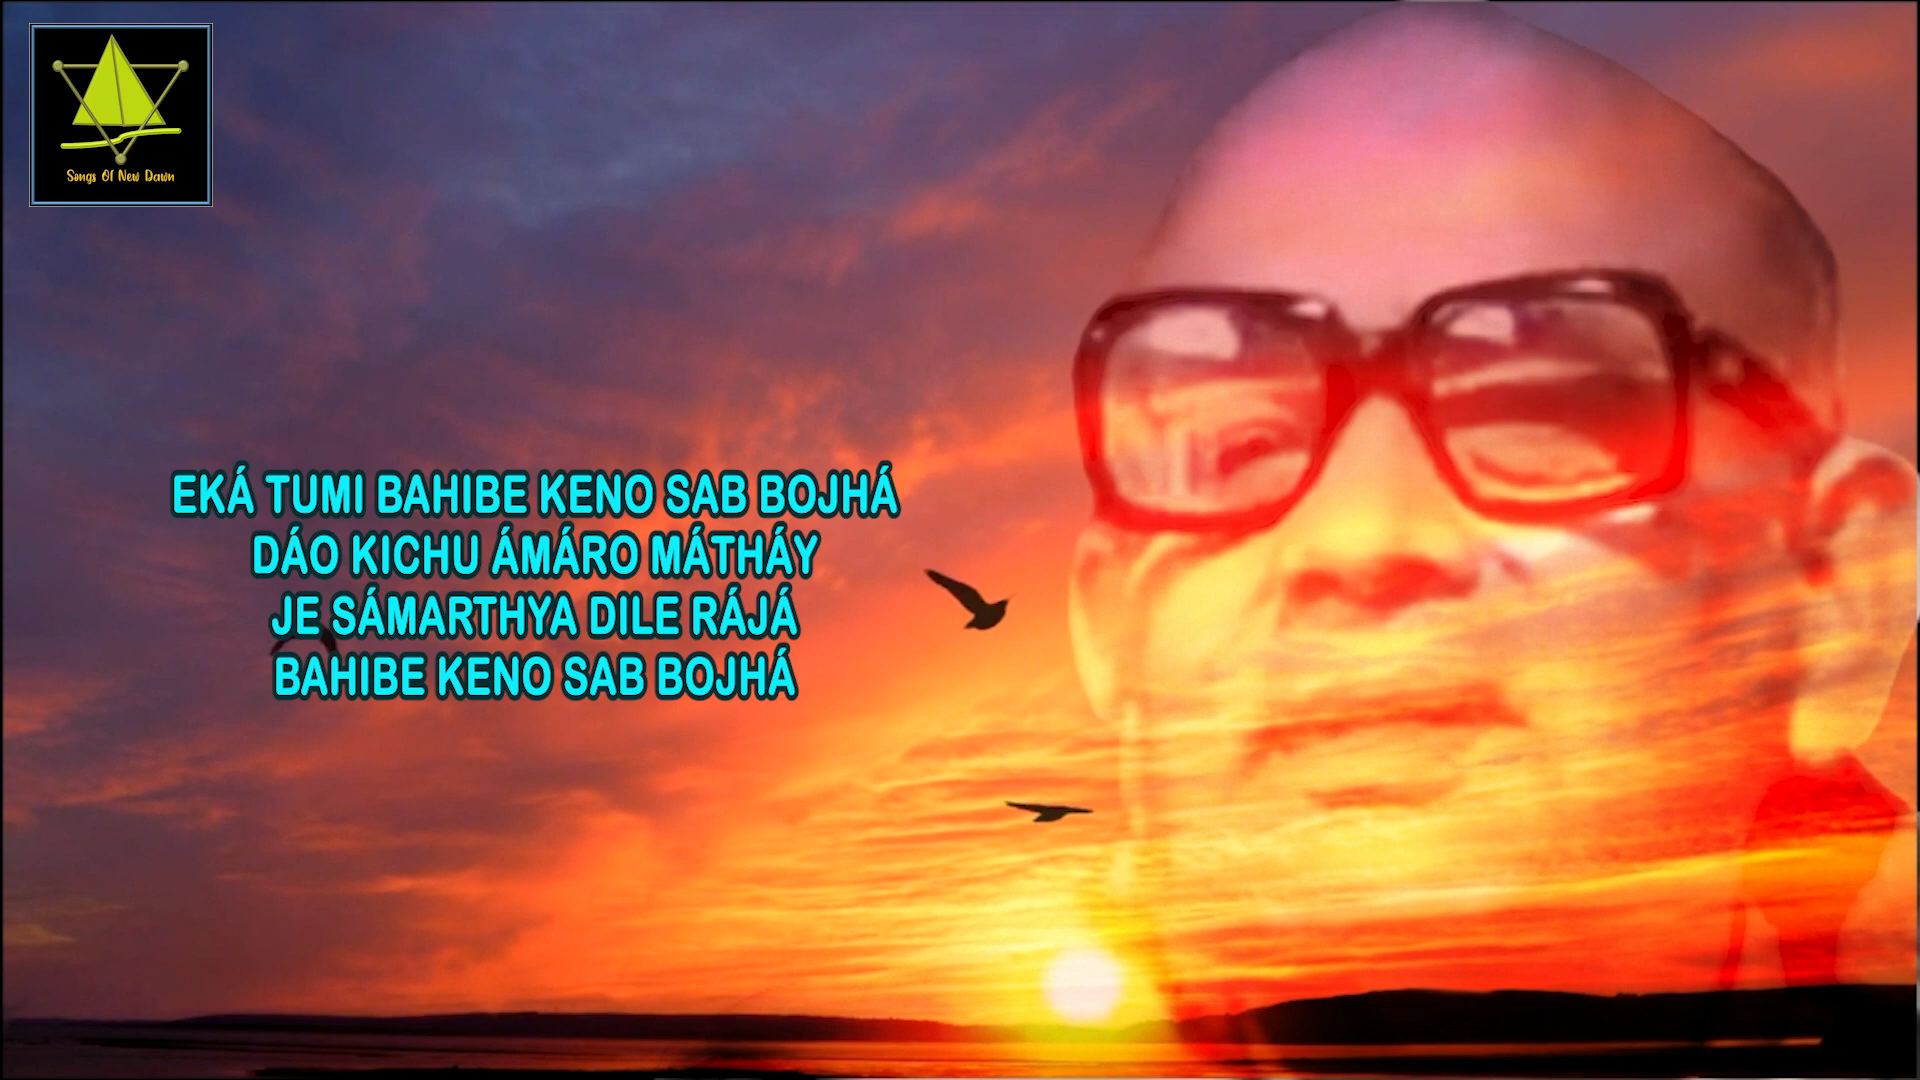 Songs Of New Dawn
EKÁ TUMI BAHIBE KENO SAB BOJHÁ
DÁO KICHU ÁMÁRO MÁTHÁY
JE SÁMARTHYA DILE RÁJÁ
BAHIBE KENO SAB BOJHÁ